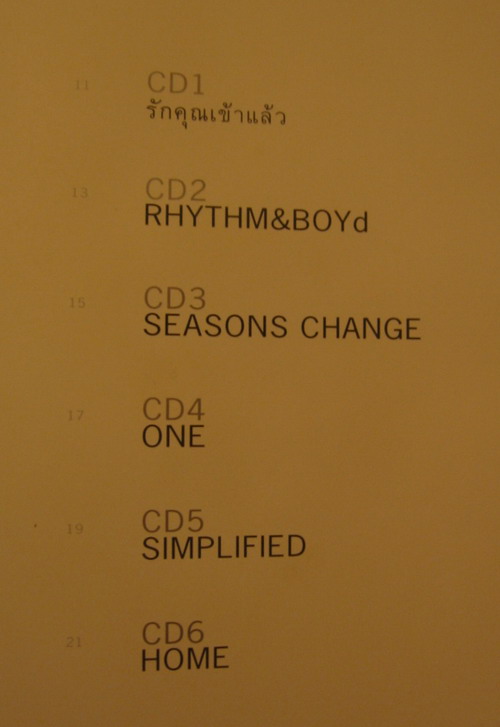 11 CD1
รักคุณเข้าแล้ว
13 CD2
RHYTHM&BOYd
15 CD3
SEASONS CHANGE
17 CD4
ONE
19 CD5
SIMPLIFIED
21 CD6
HOME